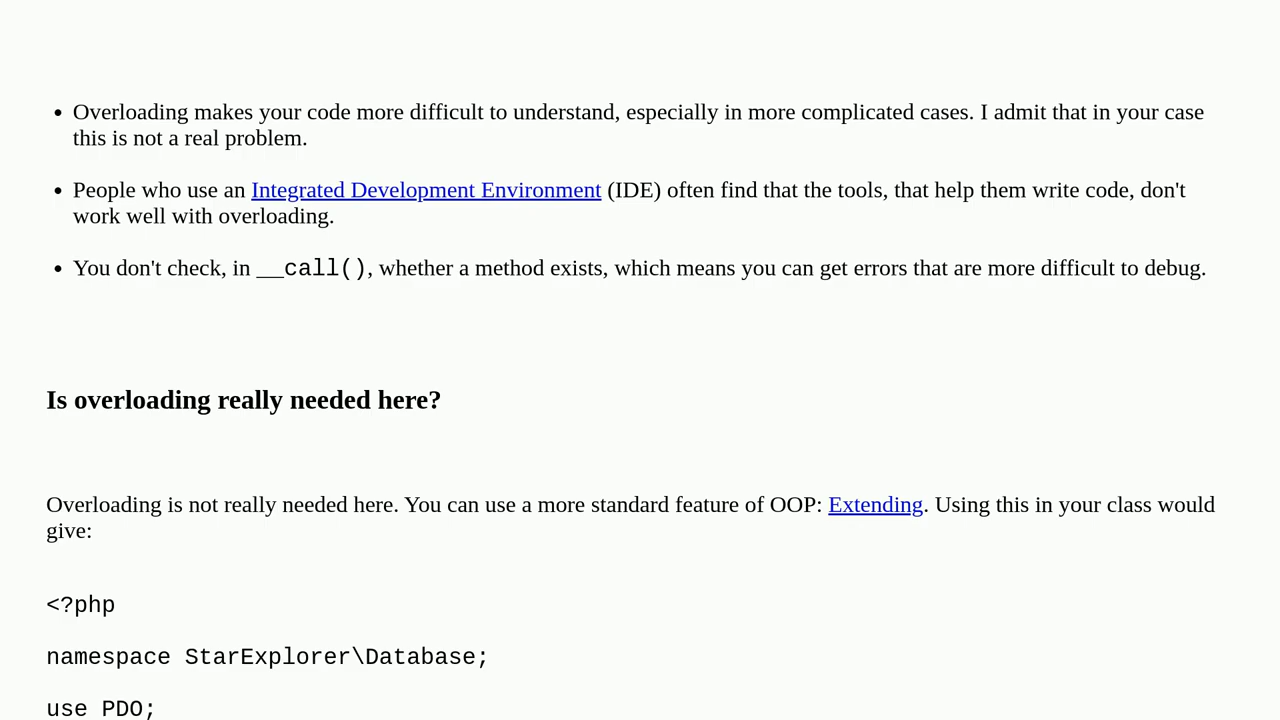 • Overloading makes your code more difficult to understand, especially in more complicated cases. I admit that in your case
this is not a real problem.
• People who use an Integrated Development Environment (IDE) often find that the tools, that help them write code, don't
work well with overloading.
• You don't check, in __call(), whether a method exists, which means you can get errors that are more difficult to debug.
Is overloading really needed here?
Overloading is not really needed here. You can use a more standard feature of OOP: Extending. Using this in your class would
give:
<?php
namespace StarExplorer\Database;
use PDO;